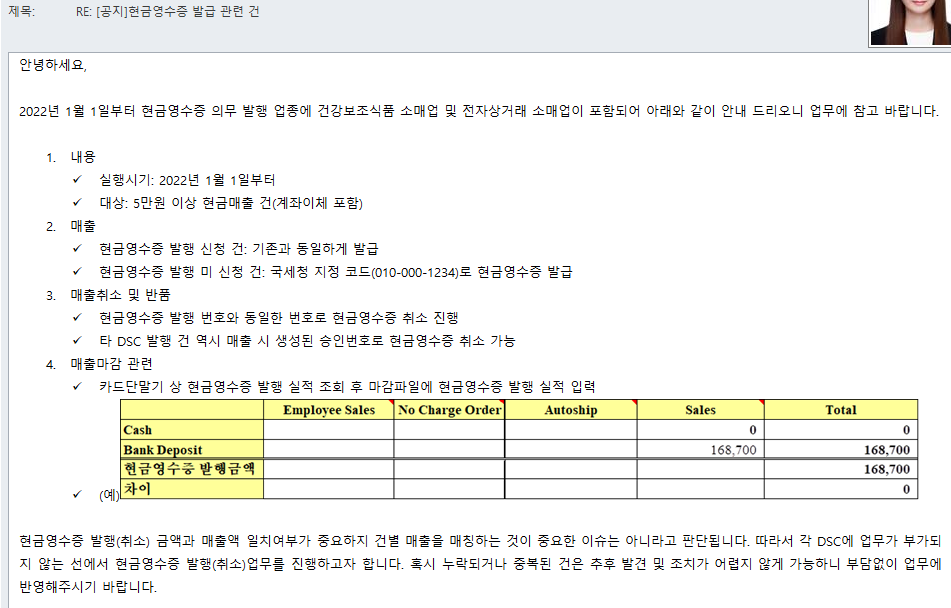 제목: RE: [공지]현금영수증 발급 관련 건
안녕하세요,
2022년 1월 1일부터 현금영수증 의무 발행 업종에 건강보조식품 소매업 및 전자상거래 소매업이 포함되어 아래와 같이 안내 드리오니 업무에 참고 바랍니다.
1. 내용
✓ 실행시기: 2022년 1월 1일부터
✓ 대상: 5만원 이상 현금매출 건(계좌이체 포함)
2. 매출
✓ 현금영수증 발행 신청 건: 기존과 동일하게 발급
✓ 현금영수증 발행 미 신청 건: 국세청 지정 코드(010-000-1234)로 현금영수증 발급
3. 매출취소 및 반품
✓ 현금영수증 발행 번호와 동일한 번호로 현금영수증 취소 진행
✓ 타 DSC 발행 건 역시 매출 시 생성된 승인번호로 현금영수증 취소 가능
4. 매출마감 관련
✓ 카드단말기 상 현금영수증 발행 실적 조회 후 마감파일에 현금영수증 발행 실적 입력
Employee Sales No Charge Order Autoship Sales Total
Cash 0 0
Bank Deposit 168,700 168,700
현금영수증 발행금액 168,700
차이 0
✓ (예)
현금영수증 발행(취소) 금액과 매출액 일치여부가 중요하지 건별 매출을 매칭하는 것이 중요한 이슈는 아니라고 판단됩니다. 따라서 각 DSC에 업무가 부가되
지 않는 선에서 현금영수증 발행(취소)업무를 진행하고자 합니다. 혹시 누락되거나 중복된 건은 추후 발견 및 조치가 어렵지 않게 가능하니 부담없이 업무에
반영해주시기 바랍니다.